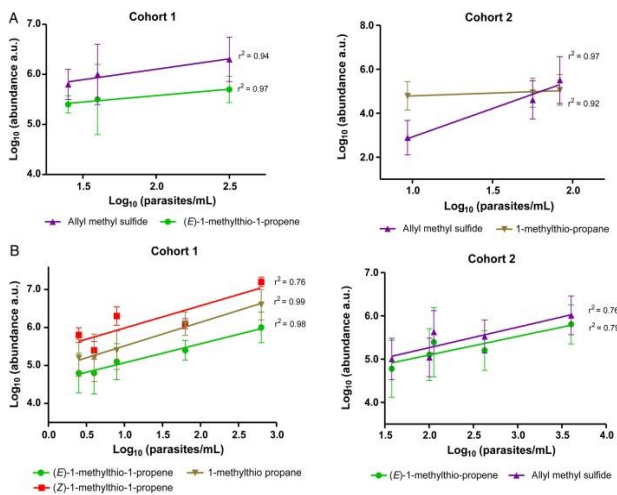 A
Cohort 1
Cohort 2
Log10 (abundance a.u.)
7.0
6.0
5.0
4.0
r² = 0.94
r² = 0.97
1.0
1.5
2.0
2.5
Log10 (parasites/mL)
Allyl methyl sulfide
(E)-1-methylthio-1-propene
Log10 (abundance a.u.)
8.0
6.0
4.0
2.0
r² = 0.97
r² = 0.92
1.0
1.5
2.0
Log10 (parasites/mL)
Allyl methyl sulfide
1-methylthio-propane
B
Cohort 1
Cohort 2
Log10 (abundance a.u.)
8.0
7.0
6.0
5.0
4.0
r² = 0.76
r² = 0.99
r² = 0.98
0.0
0.5
1.0
1.5
2.0
2.5
3.0
Log10 (parasites/mL)
(E)-1-methylthio-1-propene
1-methylthio propane
(Z)-1-methylthio-1-propene
Log10 (abundance a.u.)
7.0
6.0
5.0
4.0
r² = 0.76
r² = 0.79
1.5
2.0
2.5
3.0
3.5
4.0
Log10 (parasites/mL)
(E)-1-methylthio-propene
Allyl methyl sulfide